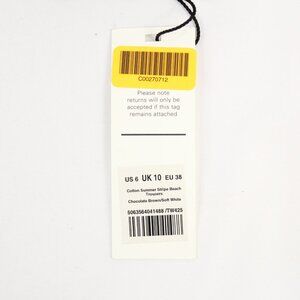 C00270712
Please note
returns will only be
accepted if this tag
remains attached
US 6 UK 10 EU 38
Cotton Summer Stripe Beach
Trousers
Chocolate Brown/Soft White
5063564041488 /TW425